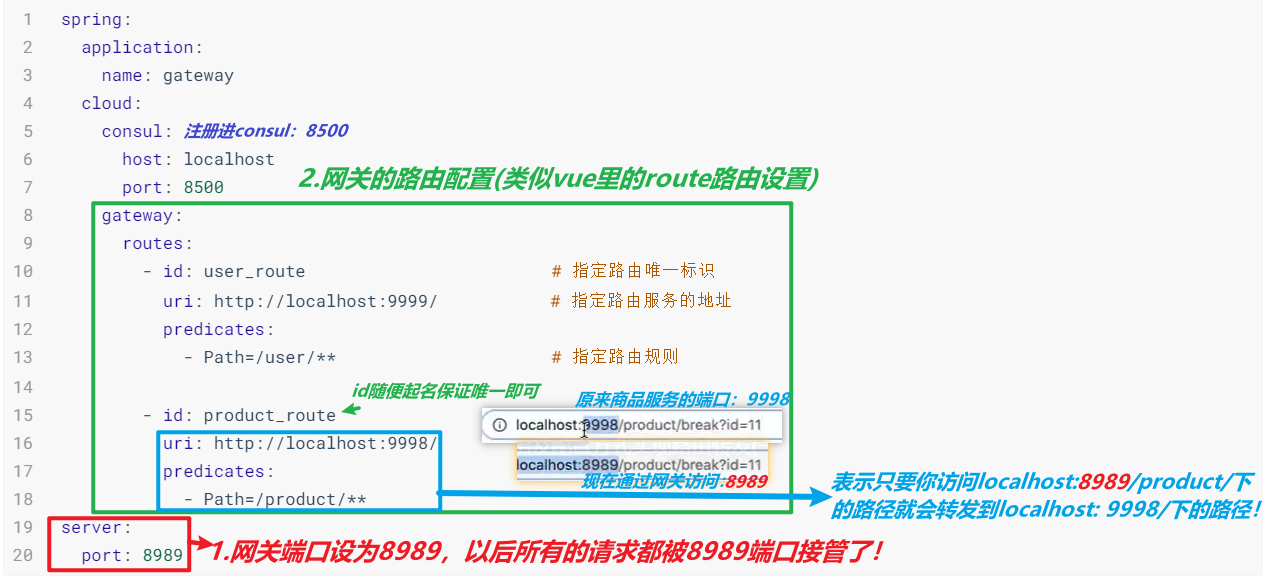 1 spring:
2 application:
3 name: gateway
4 cloud:
5 consul: 注册进consul：8500
6 host: localhost
7 port: 8500
2.网关的路由配置(类似vue里的route路由设置)
8 gateway:
9 routes:
10 - id: user_route # 指定路由唯一标识
11 uri: http://localhost:9999/ # 指定路由服务的地址
12 predicates:
13 - Path=/user/** # 指定路由规则
14
id随便起名保证唯一即可
原来商品服务的端口：9998
15 - id: product_route
localhost:9998/product/break?id=11
16 uri: http://localhost:9998/
17 predicates:
localhost:8989/product/break?id=11
现在通过网关访问:8989
18 - Path=/product/**
表示只要你访问localhost:8989/product/下
的路径就会转发到localhost: 9998/下的路径！
19 server:
20 port: 8989
1.网关端口设为8989，以后所有的请求都被8989端口接管了！